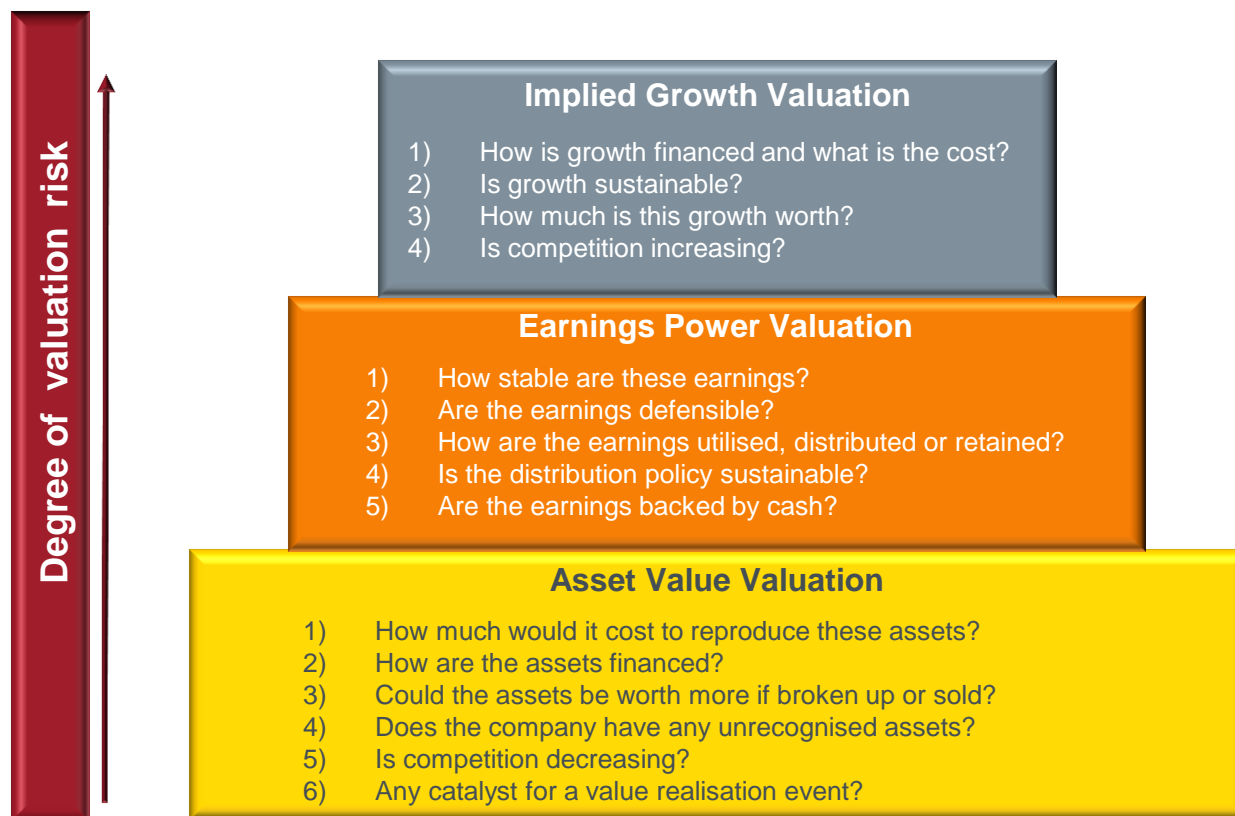 Degree of valuation risk
Implied Growth Valuation
1) How is growth financed and what is the cost?
2) Is growth sustainable?
3) How much is this growth worth?
4) Is competition increasing?
Earnings Power Valuation
1) How stable are these earnings?
2) Are the earnings defensible?
3) How are the earnings utilised, distributed or retained?
4) Is the distribution policy sustainable?
5) Are the earnings backed by cash?
Asset Value Valuation
1) How much would it cost to reproduce these assets?
2) How are the assets financed?
3) Could the assets be worth more if broken up or sold?
4) Does the company have any unrecognised assets?
5) Is competition decreasing?
6) Any catalyst for a value realisation event?